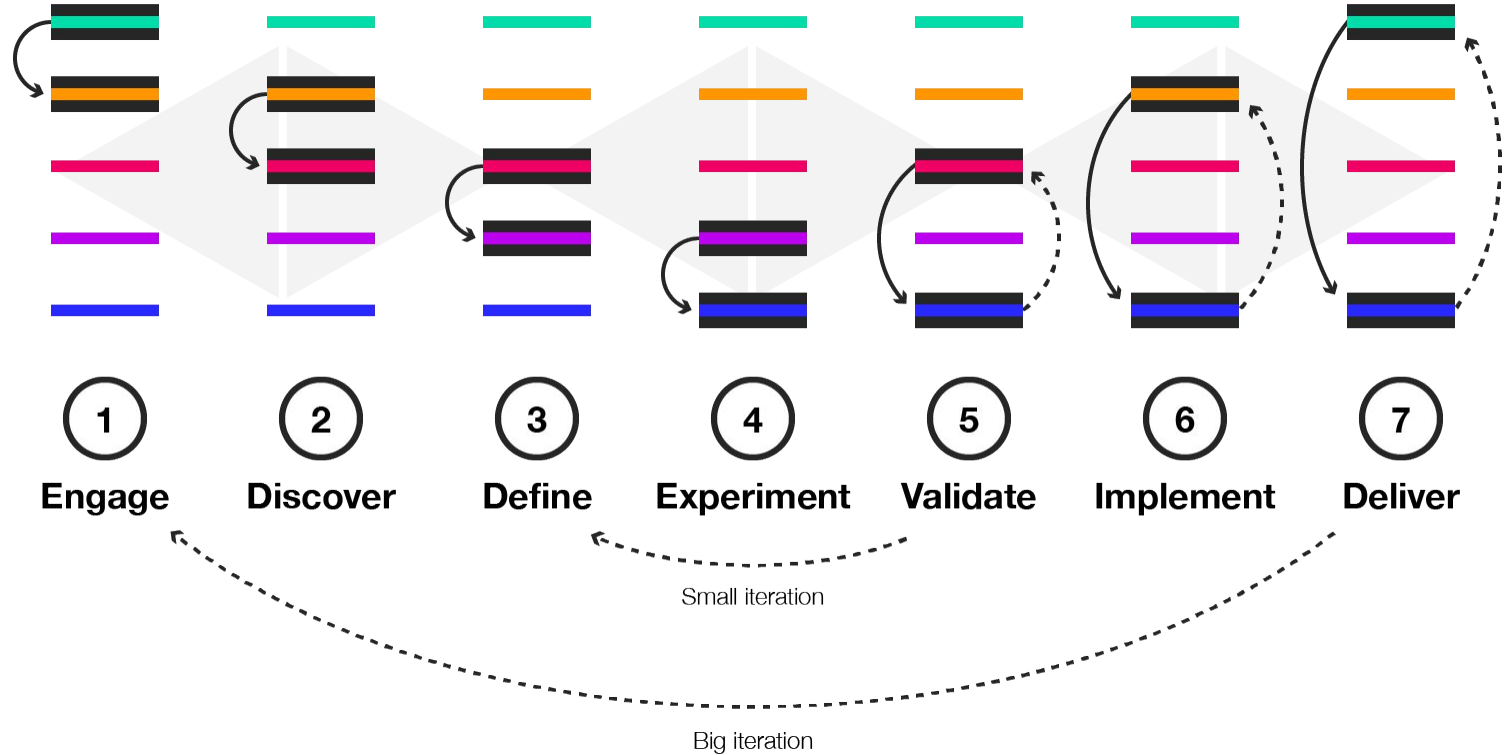 1
2
3
4
5
6
7
Engage
Discover
Define
Experiment
Validate
Implement
Deliver
Small iteration
Big iteration